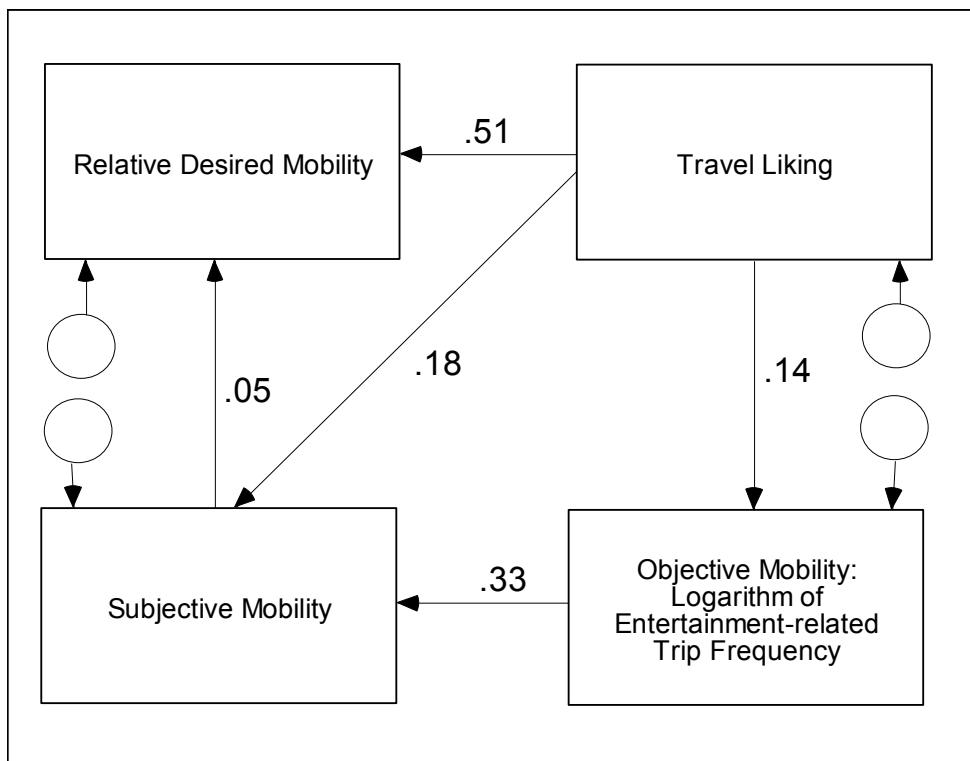 .51
Relative Desired Mobility
Travel Liking
.18
.14
.05
.33
Objective Mobility:
Logarithm of
Entertainment-related
Trip Frequency
Subjective Mobility